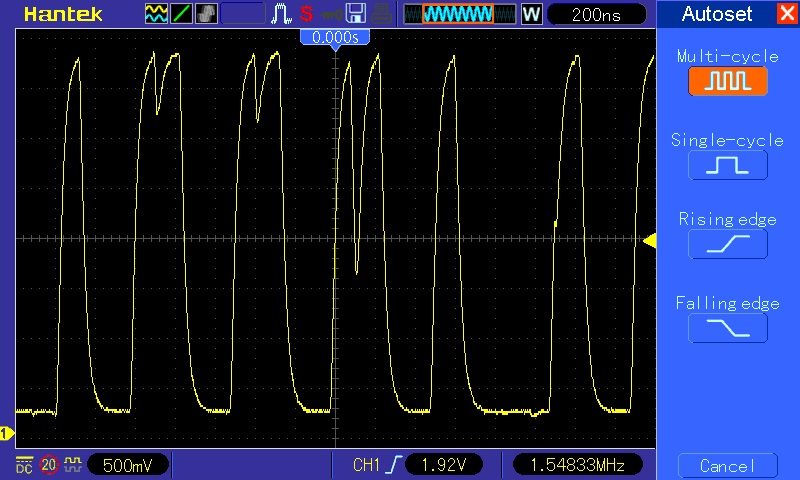 Hantek
S
W
200ns
Autoset
0.000s
Multi-cycle
Single-cycle
Rising edge
Falling edge
1
DC
20
500mV
CH1
1.92V
1.54833MHz
Cancel